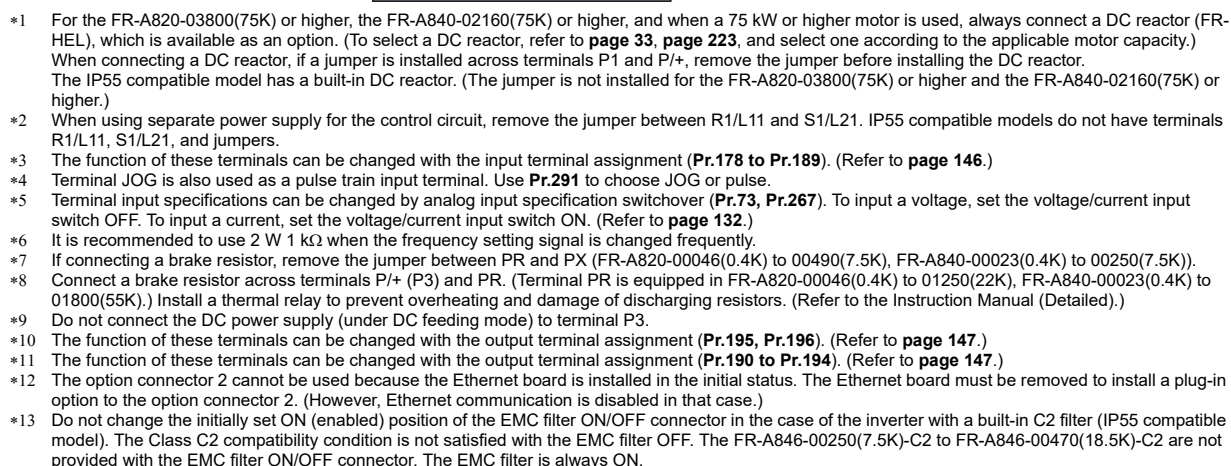 *1 For the FR-A820-03800(75K) or higher, the FR-A840-02160(75K) or higher, and when a 75 kW or higher motor is used, always connect a DC reactor (FR-
HEL), which is available as an option. (To select a DC reactor, refer to page 33, page 223, and select one according to the applicable motor capacity.)
When connecting a DC reactor, if a jumper is installed across terminals P1 and P/+, remove the jumper before installing the DC reactor.
The IP55 compatible model has a built-in DC reactor. (The jumper is not installed for the FR-A820-03800(75K) or higher and the FR-A840-02160(75K) or
higher.)
*2 When using separate power supply for the control circuit, remove the jumper between R1/L11 and S1/L21. IP55 compatible models do not have terminals
R1/L11, S1/L21, and jumpers.
*3 The function of these terminals can be changed with the input terminal assignment (Pr.178 to Pr.189). (Refer to page 146.)
*4 Terminal JOG is also used as a pulse train input terminal. Use Pr.291 to choose JOG or pulse.
*5 Terminal input specifications can be changed by analog input specification switchover (Pr.73, Pr.267). To input a voltage, set the voltage/current input
switch OFF. To input a current, set the voltage/current input switch ON. (Refer to page 132.)
*6 It is recommended to use 2 W 1 kΩ when the frequency setting signal is changed frequently.
*7 If connecting a brake resistor, remove the jumper between PR and PX (FR-A820-00046(0.4K) to 00490(7.5K), FR-A840-00023(0.4K) to 00250(7.5K)).
*8 Connect a brake resistor across terminals P/+ (P3) and PR. (Terminal PR is equipped in FR-A820-00046(0.4K) to 01250(22K), FR-A840-00023(0.4K) to
01800(55K).) Install a thermal relay to prevent overheating and damage of discharging resistors. (Refer to the Instruction Manual (Detailed).)
*9 Do not connect the DC power supply (under DC feeding mode) to terminal P3.
*10 The function of these terminals can be changed with the output terminal assignment (Pr.195, Pr.196). (Refer to page 147.)
*11 The function of these terminals can be changed with the output terminal assignment (Pr.190 to Pr.194). (Refer to page 147.)
*12 The option connector 2 cannot be used because the Ethernet board is installed in the initial status. The Ethernet board must be removed to install a plug-in
option to the option connector 2. (However, Ethernet communication is disabled in that case.)
*13 Do not change the initially set ON (enabled) position of the EMC filter ON/OFF connector in the case of the inverter with a built-in C2 filter (IP55 compatible
model). The Class C2 compatibility condition is not satisfied with the EMC filter OFF. The FR-A846-00250(7.5K)-C2 to FR-A846-00470(18.5K)-C2 are not
provided with the EMC filter ON/OFF connector. The EMC filter is always ON.